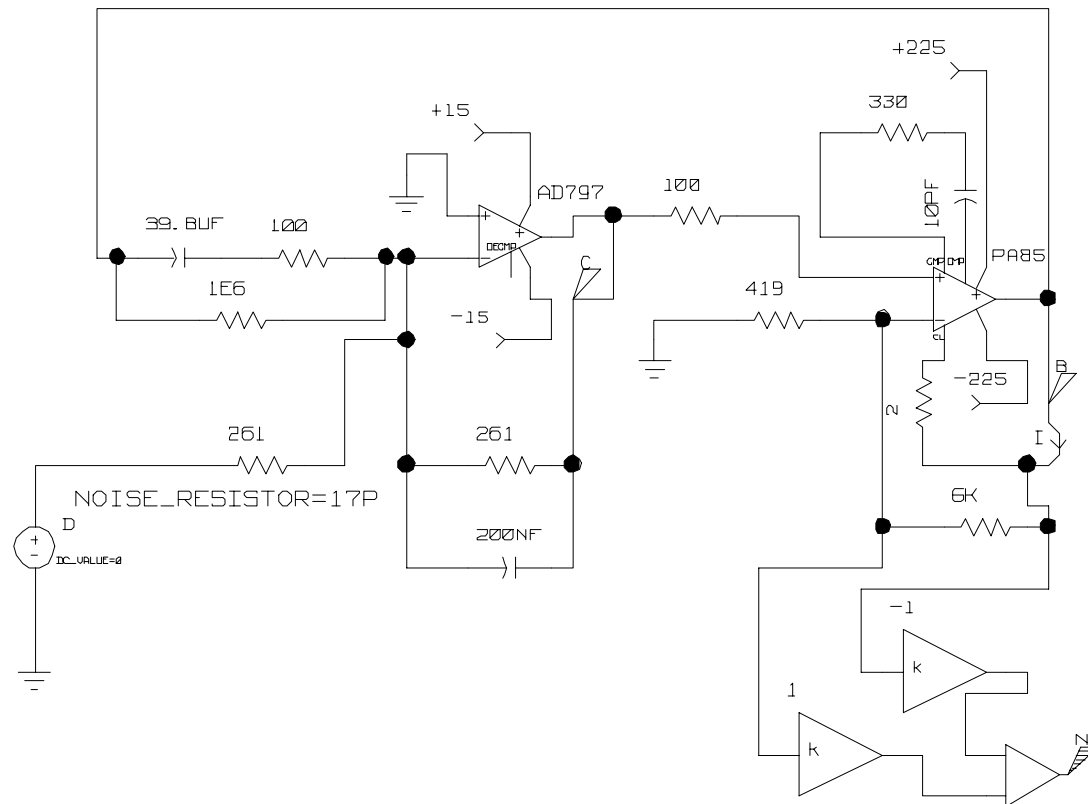 +225
330
+15
AD797
100
10PF
39.8UF
100
+
DECMP
+
-
C
CMP CMP
PA85
+
+
-
1E6
-15
419
CL
-225
B
2
I
261
261
6K
NOISE_RESISTOR=17P
D
200NF
+
-
DC_VALUE=0
-1
k
1
k
N